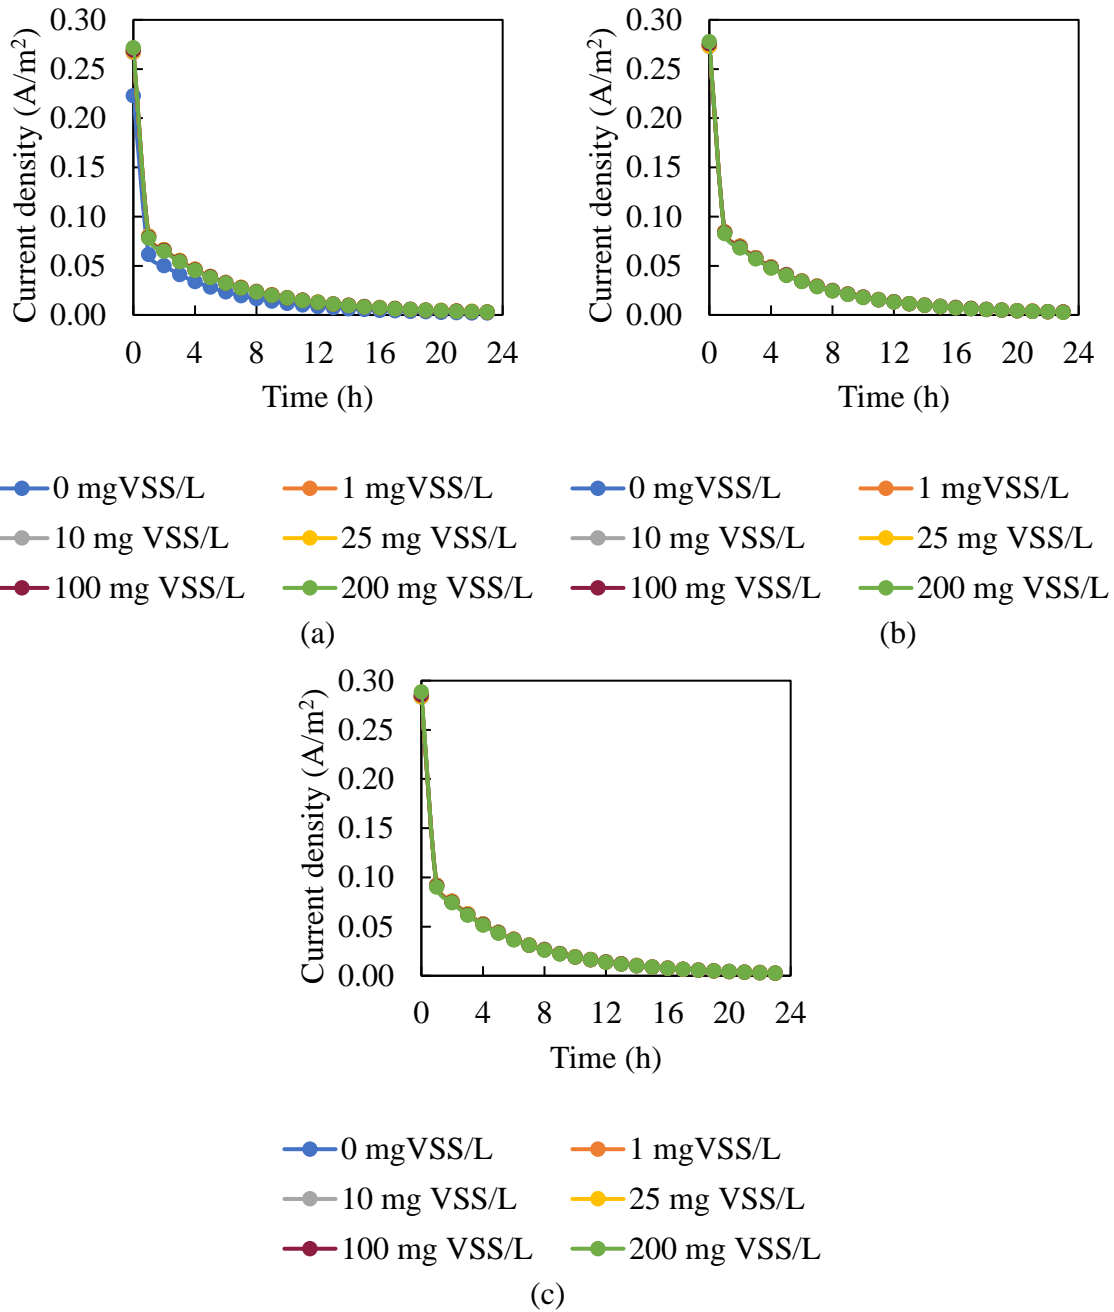 0.30
0.25
0.20
0.15
0.10
0.05
0.00
Current density (A/m²)
0 4 8 12 16 20 24
Time (h)
0.30
0.25
0.20
0.15
0.10
0.05
0.00
Current density (A/m²)
0 4 8 12 16 20 24
Time (h)
0 mgVSS/L 1 mgVSS/L 0 mgVSS/L 1 mgVSS/L
10 mg VSS/L 25 mg VSS/L 10 mg VSS/L 25 mg VSS/L
100 mg VSS/L 200 mg VSS/L 100 mg VSS/L 200 mg VSS/L
(a) (b)
0.30
0.25
0.20
0.15
0.10
0.05
0.00
Current density (A/m²)
0 4 8 12 16 20 24
Time (h)
0 mgVSS/L 1 mgVSS/L
10 mg VSS/L 25 mg VSS/L
100 mg VSS/L 200 mg VSS/L
(c)